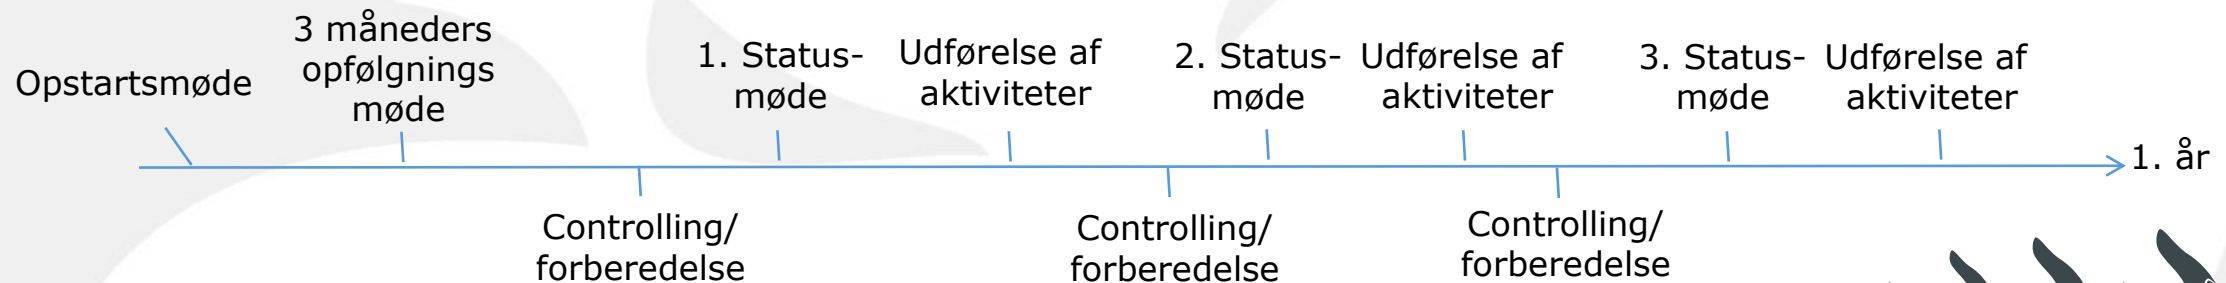 Opstartsmøde
3 måneders
opfølgnings
møde
1. Status-
møde
Udførelse af
aktiviteter
2. Status-
møde
Udførelse af
aktiviteter
3. Status-
møde
Udførelse af
aktiviteter
1. år
Controlling/
forberedelse
Controlling/
forberedelse
Controlling/
forberedelse